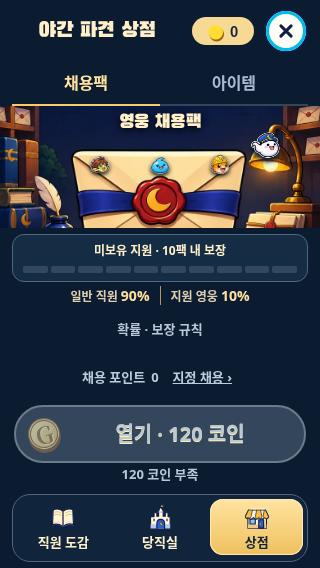 야간 파견 상점
0
채용팩
아이템
영웅 채용팩
미보유 지원 · 10팩 내 보장
일반 직원 90%
지원 영웅 10%
확률 · 보장 규칙
채용 포인트 0
지정 채용 ›
G
열기 · 120 코인
120 코인 부족
직원 도감
당직실
상점